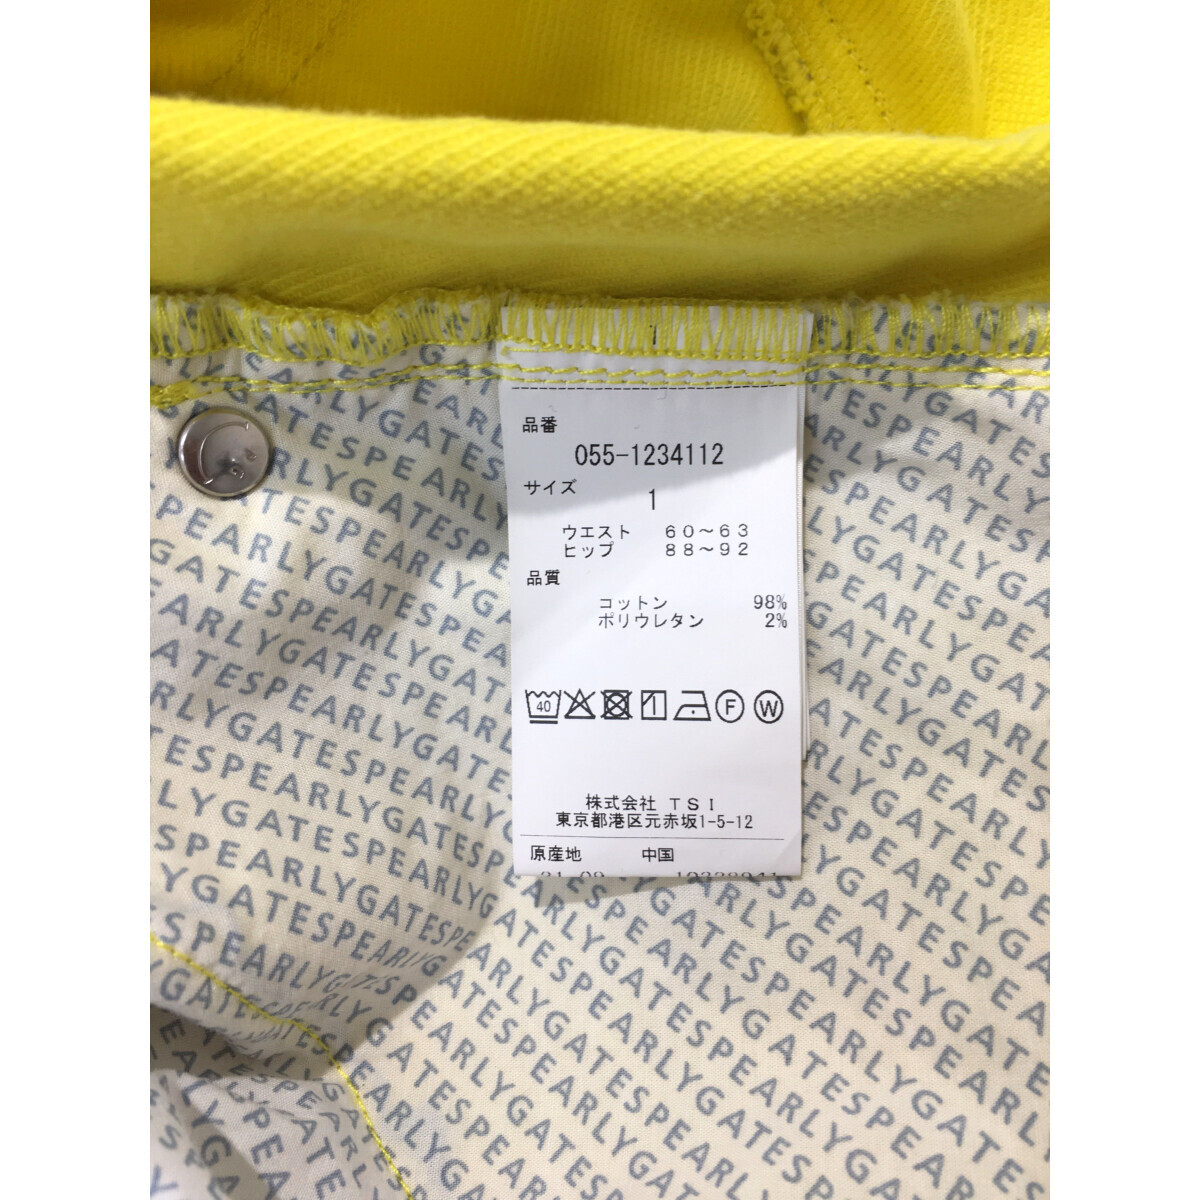 品番
055-1234112
サイズ
1
ウエスト 60～63
ヒップ 88～92
品質
コットン 98%
ポリウレタン 2%
40 F W
株式会社 TSI
東京都港区元赤坂1-5-12
原産地 中国
PEARLYGATESPEARLYGATES